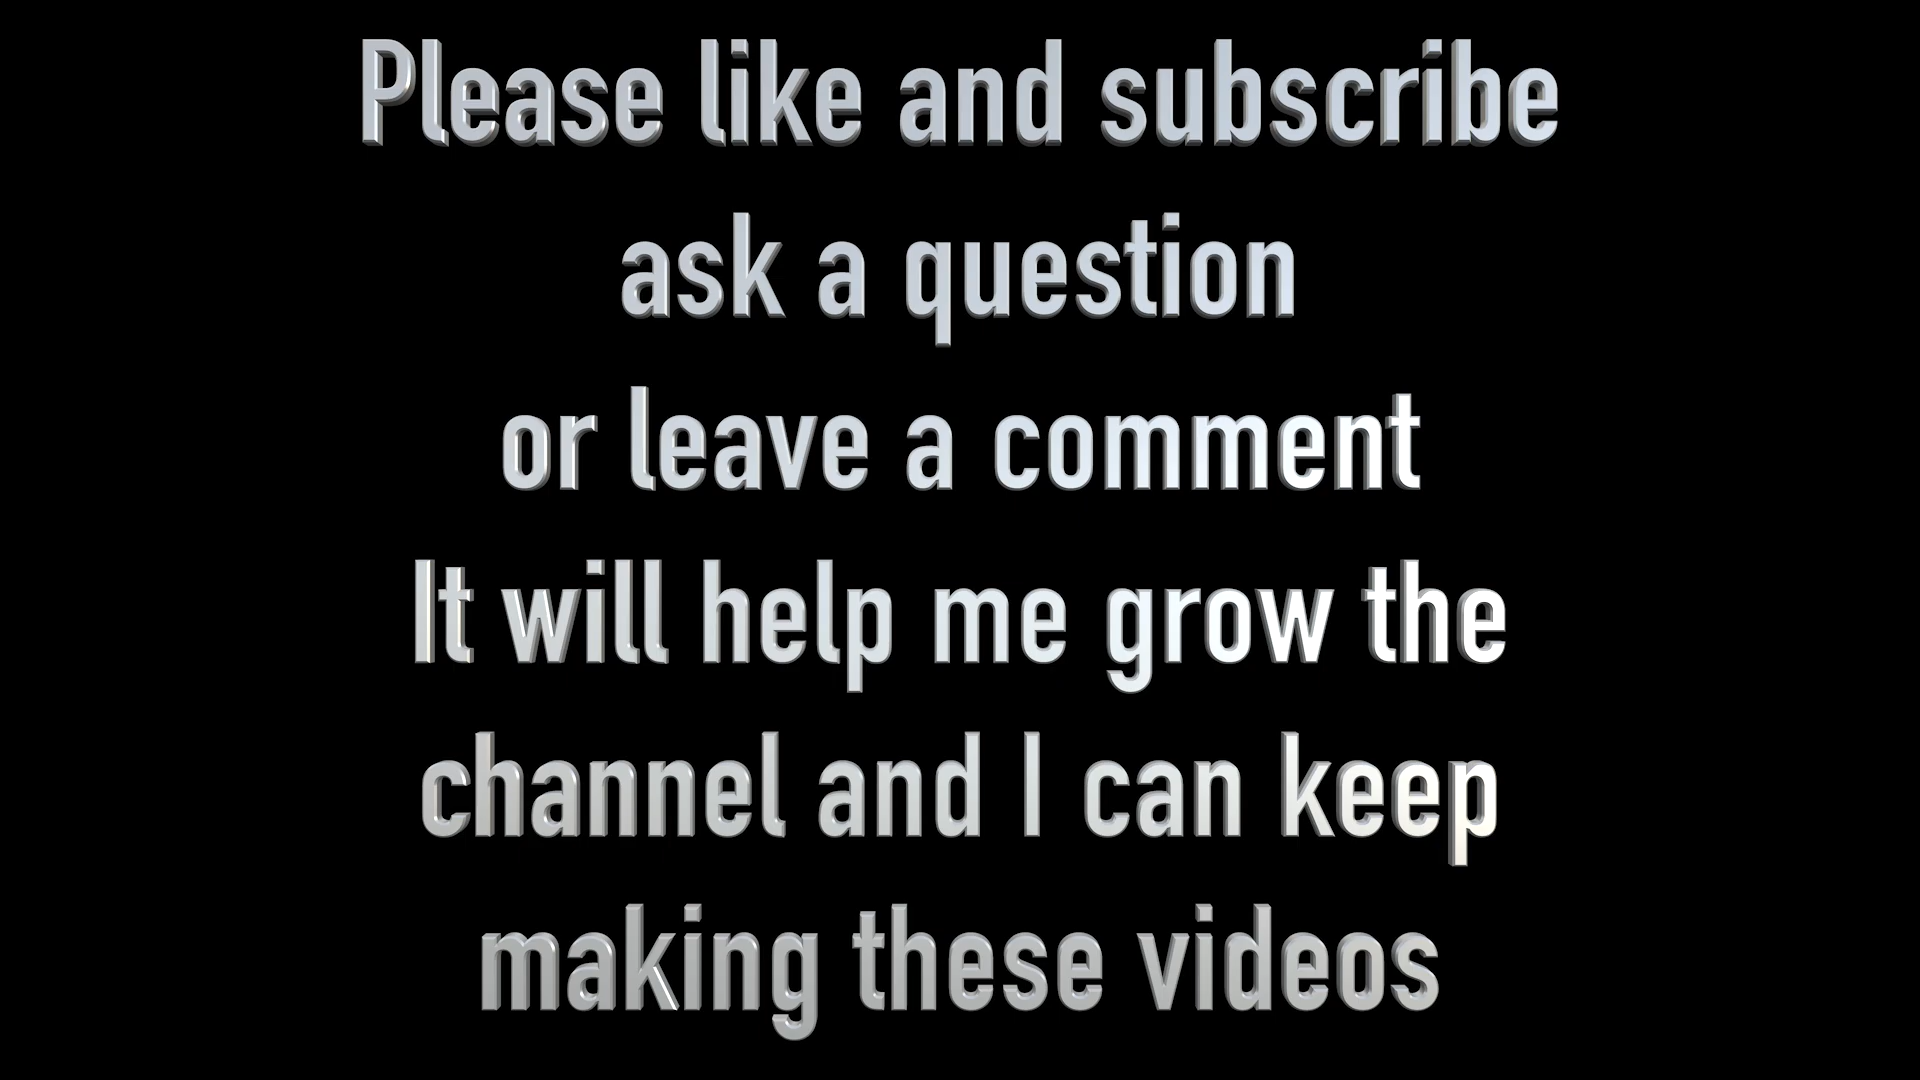 Please like and subscribe
ask a question
or leave a comment
It will help me grow the
channel and I can keep
making these videos